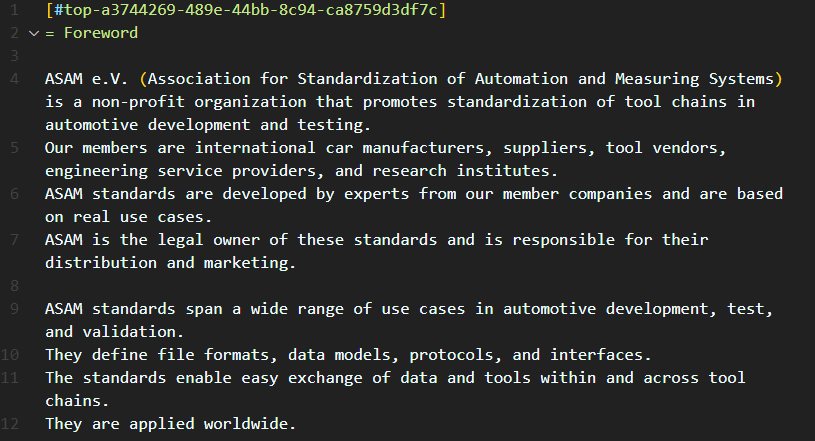 1 [#top-a3744269-489e-44bb-8c94-ca8759d3df7c]
2 = Foreword
3
4 ASAM e.V. (Association for Standardization of Automation and Measuring Systems)
is a non-profit organization that promotes standardization of tool chains in
automotive development and testing.
5 Our members are international car manufacturers, suppliers, tool vendors,
engineering service providers, and research institutes.
6 ASAM standards are developed by experts from our member companies and are based
on real use cases.
7 ASAM is the legal owner of these standards and is responsible for their
distribution and marketing.
8
9 ASAM standards span a wide range of use cases in automotive development, test,
and validation.
10 They define file formats, data models, protocols, and interfaces.
11 The standards enable easy exchange of data and tools within and across tool
chains.
12 They are applied worldwide.